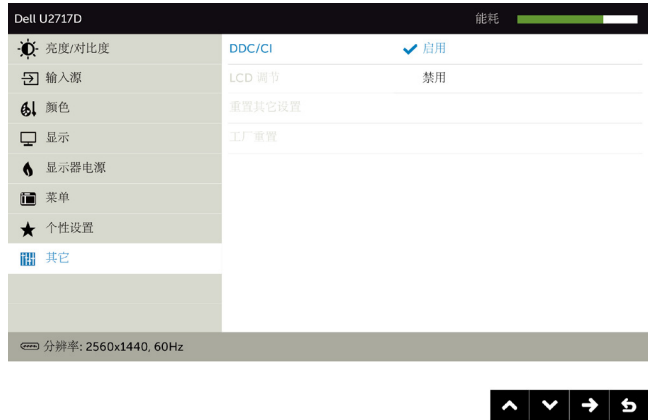 Dell U2717D 能耗
亮度/对比度 DDC/CI 启用
输入源 LCD 调节 禁用
颜色 重置其它设置
显示 工厂重置
显示器电源
菜单
个性设置
其它
分辨率: 2560x1440, 60Hz